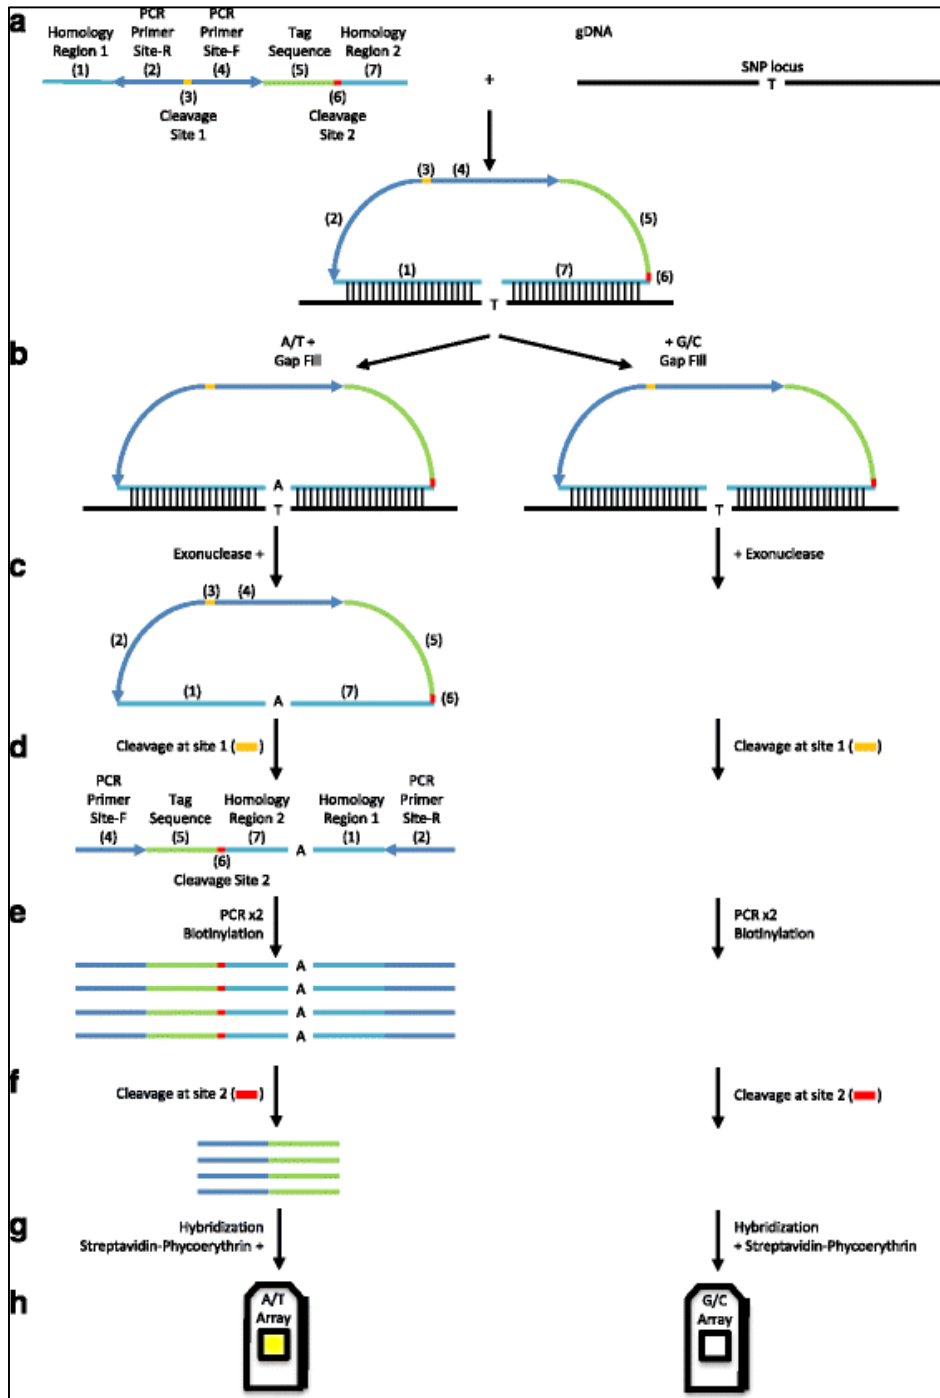 a
Homology
Region 1
(1)
PCR
Primer
Site-R
(2)
PCR
Primer
Site-F
(4)
Tag
Sequence
(5)
Homology
Region 2
(7)
(3)
Cleavage
Site 1
(6)
Cleavage
Site 2
+
gDNA
SNP locus
T
(3)
(4)
(2)
(5)
(1)
(7)
(6)
T
b
A/T +
Gap Fill
+ G/C
Gap Fill
A
T
T
c
Exonuclease +
+ Exonuclease
(3)
(4)
(2)
(5)
(1)
A
(7)
(6)
d
Cleavage at site 1 ( )
Cleavage at site 1 ( )
PCR
Primer
Site-F
(4)
Tag
Sequence
(5)
Homology
Region 2
(7)
Homology
Region 1
(1)
PCR
Primer
Site-R
(2)
A
(6)
Cleavage Site 2
e
PCR x2
Biotinylation
PCR x2
Biotinylation
A
A
A
A
f
Cleavage at site 2 ( )
Cleavage at site 2 ( )
g
Hybridization
Streptavidin-Phycoerythrin +
Hybridization
+ Streptavidin-Phycoerythrin
h
A/T
Array
G/C
Array